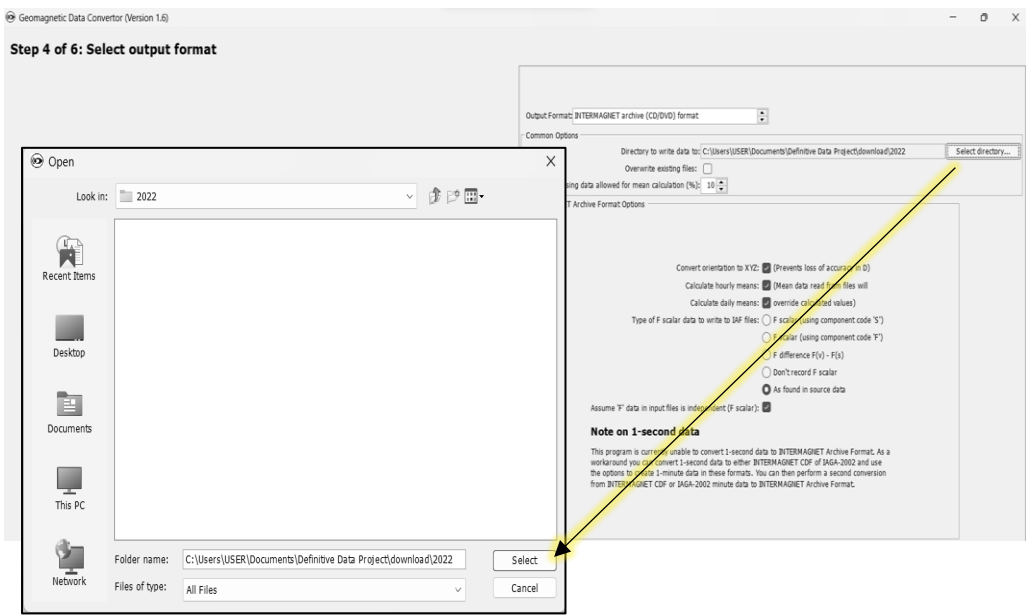 Geomagnetic Data Convertor (Version 1.6)
Step 4 of 6: Select output format
Output Format: INTERMAGNET archive (CD/DVD) format
Common Options
Directory to write data to: C:\Users\USER\Documents\Definitive Data Project\download\2022 Select directory...
Overwrite existing files:
sing data allowed for mean calculation (%): 10
T Archive Format Options
Convert orientation to XYZ: (Prevents loss of accuracy in D)
Calculate hourly means: (Mean data read from files will
Calculate daily means: override calculated values)
Type of F scalar data to write to IAF files: F scalar (using component code 'S')
F scalar (using component code 'F')
F difference F(v) - F(s)
Don't record F scalar
As found in source data
Assume 'F' data in input files is independent (F scalar):
Note on 1-second data
This program is currently unable to convert 1-second data to INTERMAGNET Archive Format. As a
workaround you can convert 1-second data to either INTERMAGNET CDF of IAGA-2002 and use
the options to create 1-minute data in these formats. You can then perform a second conversion
from INTERMAGNET CDF or IAGA-2002 minute data to INTERMAGNET Archive Format.
Open
Look in: 2022
Recent Items
Desktop
Documents
This PC
Network
Folder name: C:\Users\USER\Documents\Definitive Data Project\download\2022 Select
Files of type: All Files Cancel